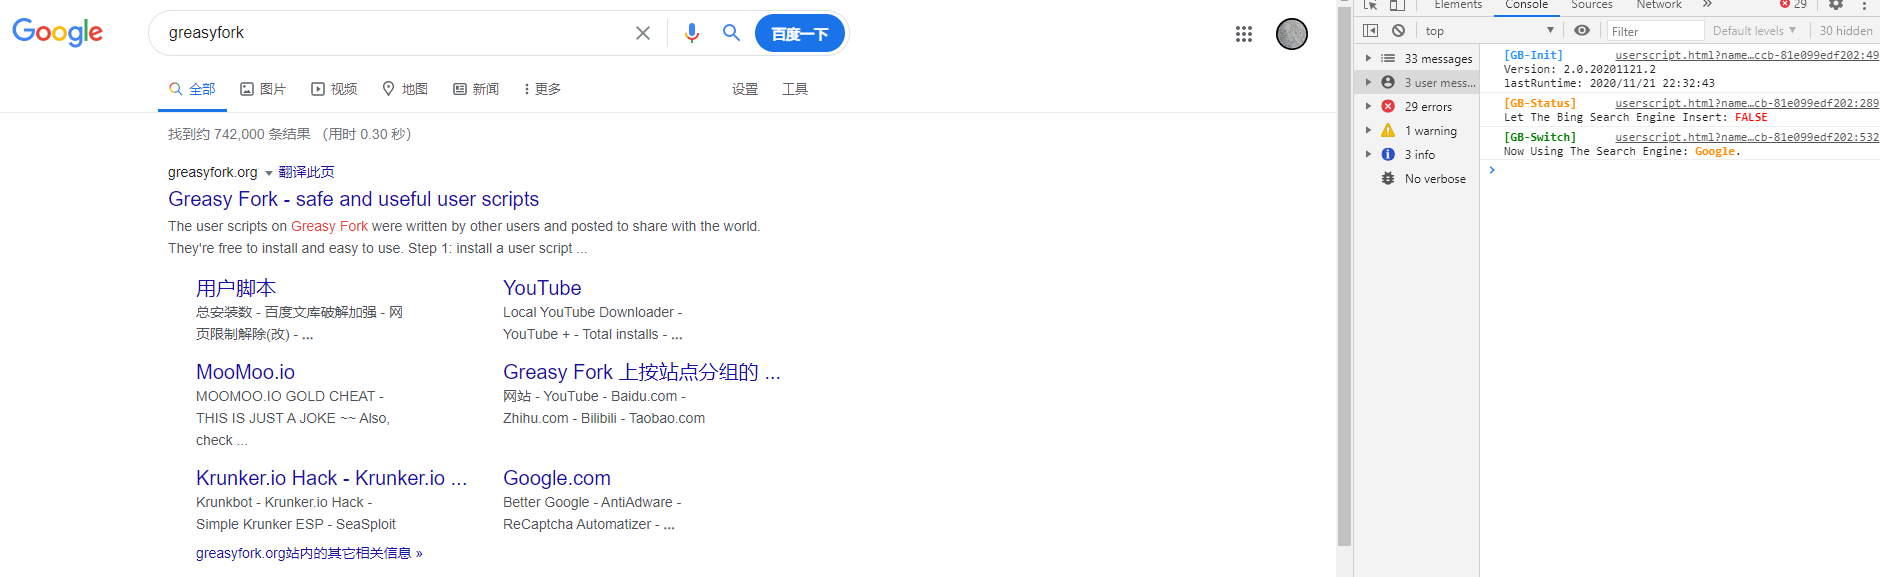 Google
greasyfork
百度一下
全部 图片 视频 地图 新闻 更多 设置 工具
找到约 742,000 条结果 （用时 0.30 秒）
greasyfork.org 翻译此页
Greasy Fork - safe and useful user scripts
The user scripts on Greasy Fork were written by other users and posted to share with the world.
They're free to install and easy to use. Step 1: install a user script ...
用户脚本
总安装数 - 百度文库破解加强 - 网
页限制解除(改) - ...
YouTube
Local YouTube Downloader -
YouTube + - Total installs - ...
MooMoo.io
MOOMOO.IO GOLD CHEAT -
THIS IS JUST A JOKE ~~ Also,
check ...
Greasy Fork 上按站点分组的 ...
网站 - YouTube - Baidu.com -
Zhihu.com - Bilibili - Taobao.com
Krunker.io Hack - Krunker.io ...
Krunkbot - Krunker.io Hack -
Simple Krunker ESP - SeaSploit
Google.com
Better Google - AntiAdware -
ReCaptcha Automatizer - ...
greasyfork.org站内的其它相关信息 »
Elements Console Sources Network » 29
top Filter Default levels 30 hidden
33 messages
3 user mess...
29 errors
1 warning
3 info
No verbose
[GB-Init] userscript.html?name…ccb-81e099edf202:49
Version: 2.0.20201121.2
lastRuntime: 2020/11/21 22:32:43
[GB-Status] userscript.html?name…cb-81e099edf202:289
Let The Bing Search Engine Insert: FALSE
[GB-Switch] userscript.html?name…cb-81e099edf202:532
Now Using The Search Engine: Google.